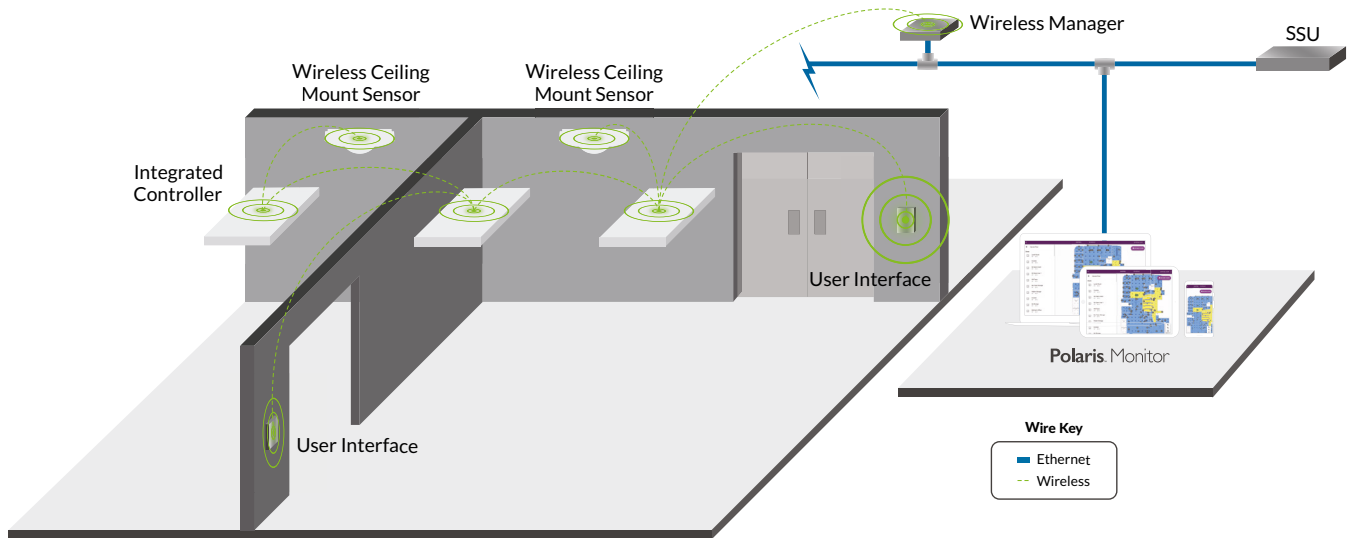 Wireless Manager
SSU
Wireless Ceiling
Mount Sensor
Wireless Ceiling
Mount Sensor
Integrated
Controller
User Interface
User Interface
Polaris. Monitor
Wire Key
Ethernet
Wireless